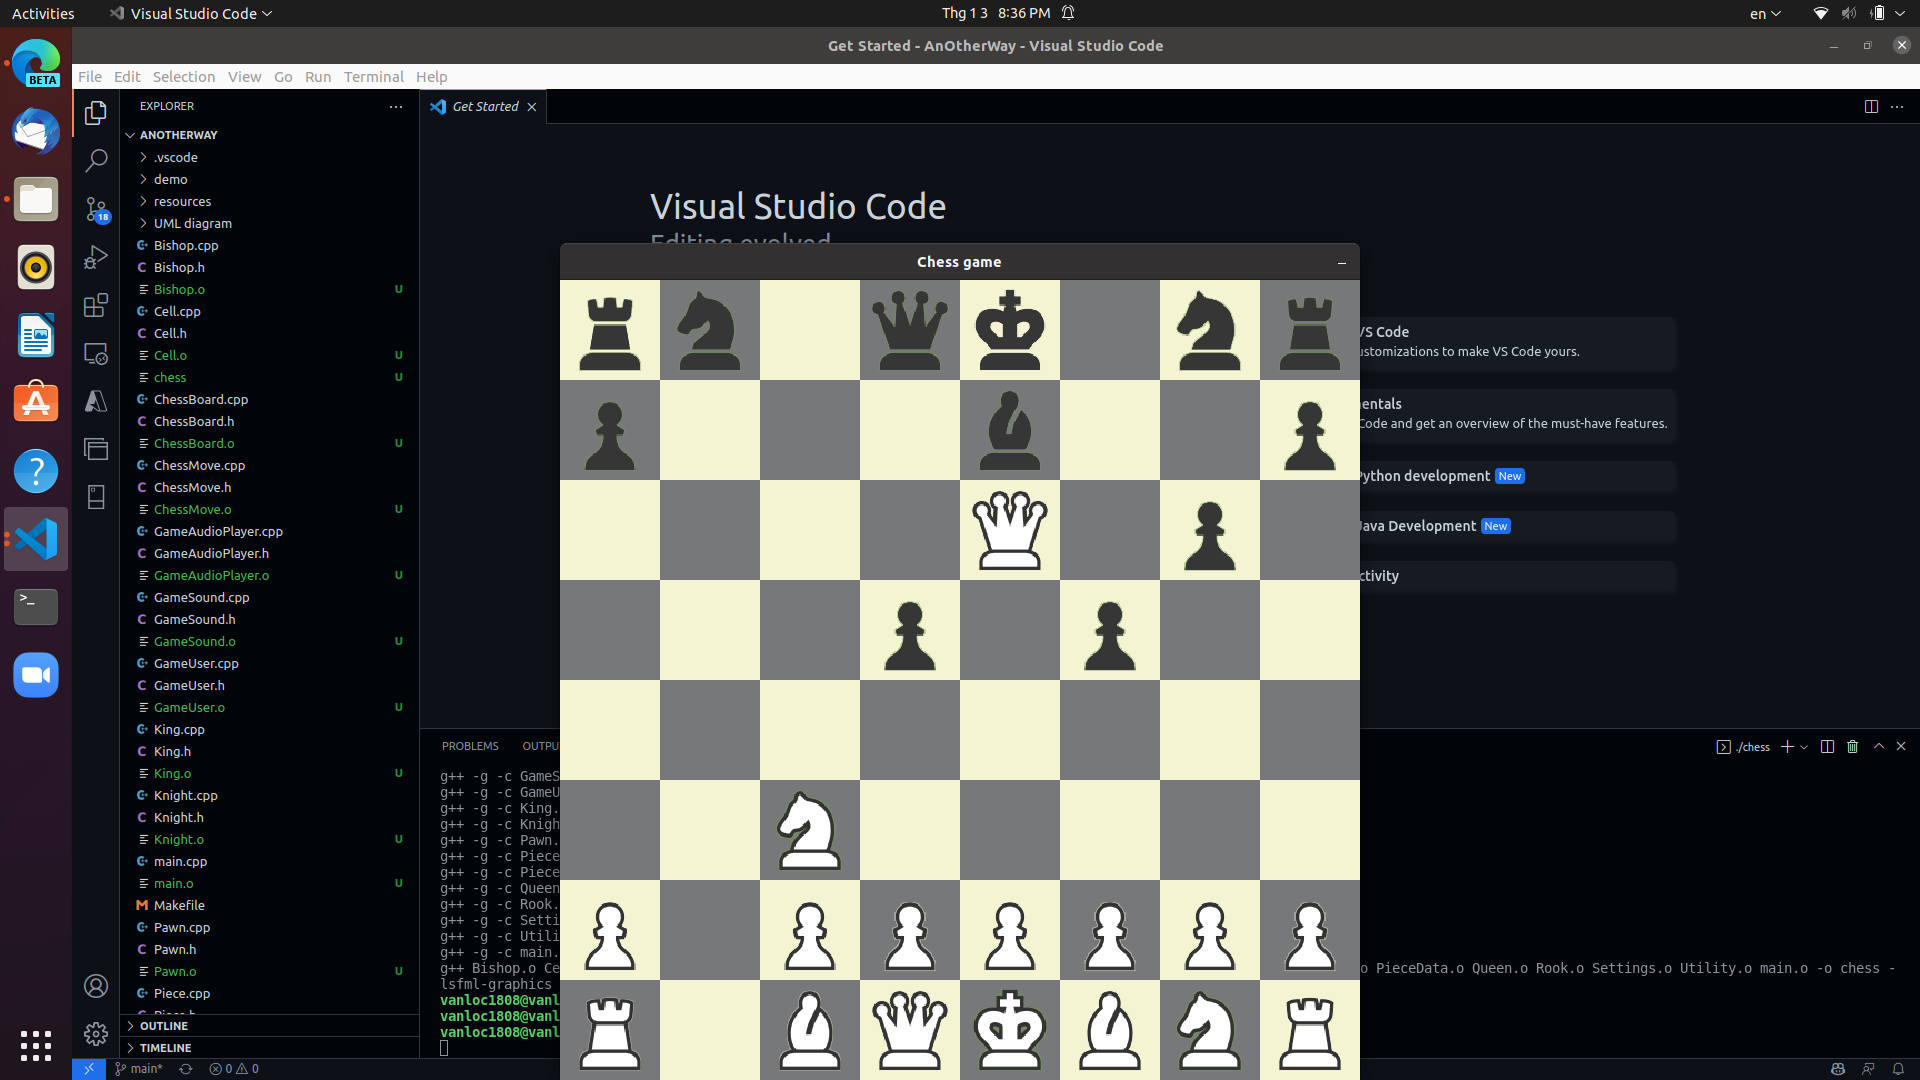 Activities
Visual Studio Code
Thg 1 3 8:36 PM
en
Get Started - AnOtherWay - Visual Studio Code
File Edit Selection View Go Run Terminal Help
BETA
EXPLORER
Get Started
ANOTHERWAY
.vscode
demo
resources
18
UML diagram
Bishop.cpp
Bishop.h
Bishop.o U
Cell.cpp
Cell.h
Cell.o U
chess U
ChessBoard.cpp
ChessBoard.h
ChessBoard.o U
ChessMove.cpp
ChessMove.h
ChessMove.o U
GameAudioPlayer.cpp
GameAudioPlayer.h
GameAudioPlayer.o U
GameSound.cpp
GameSound.h
GameSound.o U
GameUser.cpp
GameUser.h
GameUser.o U
King.cpp
King.h
King.o U
Knight.cpp
Knight.h
Knight.o U
main.cpp
main.o U
Makefile
Pawn.cpp
Pawn.h
Pawn.o U
Piece.cpp
OUTLINE
TIMELINE
Visual Studio Code
Editing evolved
Chess game
VS Code
ustomizations to make VS Code yours.
entals
Code and get an overview of the must-have features.
Python development New
Java Development New
ctivity
PROBLEMS OUTPU
./chess
g++ -g -c GameS
g++ -g -c GameU
g++ -g -c King.
g++ -g -c Knigh
g++ -g -c Pawn.
g++ -g -c Piece
g++ -g -c Piece
g++ -g -c Queen
g++ -g -c Rook.
g++ -g -c Setti
g++ -g -c Utili
g++ -g -c main.
g++ Bishop.o Ce
o PieceData.o Queen.o Rook.o Settings.o Utility.o main.o -o chess -
lsfml-graphics
vanloc1808@vanl
vanloc1808@vanl
vanloc1808@vanl
main* 0 0